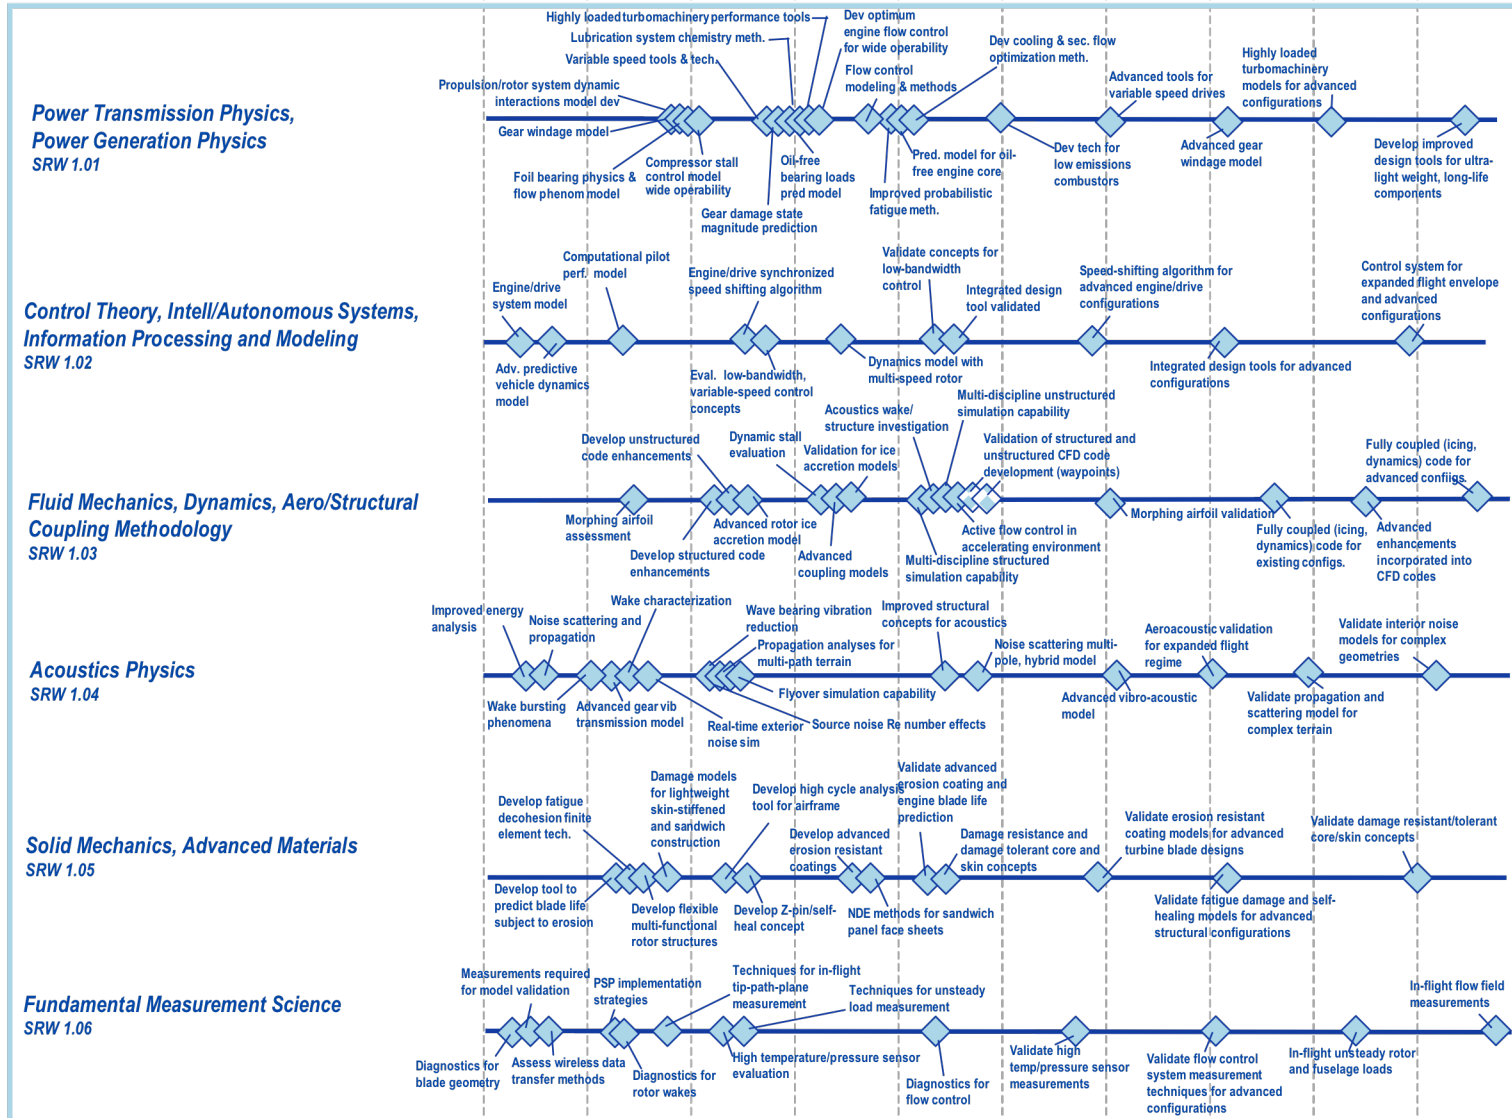 Power Transmission Physics,
Power Generation Physics
SRW 1.01
Highly loaded turbomachinery performance tools
Lubrication system chemistry meth.
Variable speed tools & tech.
Propulsion/rotor system dynamic
interactions model dev
Gear windage model
Foil bearing physics &
flow phenom model
Compressor stall
control model
wide operability
Gear damage state
magnitude prediction
Oil-free
bearing loads
pred model
Dev optimum
engine flow control
for wide operability
Flow control
modeling & methods
Improved probabilistic
fatigue meth.
Pred. model for oil-
free engine core
Dev cooling & sec. flow
optimization meth.
Dev tech for
low emissions
combustors
Advanced tools for
variable speed drives
Advanced gear
windage model
Highly loaded
turbomachinery
models for advanced
configurations
Develop improved
design tools for ultra-
light weight, long-life
components
Control Theory, Intell/Autonomous Systems,
Information Processing and Modeling
SRW 1.02
Engine/drive
system model
Adv. predictive
vehicle dynamics
model
Computational pilot
perf. model
Engine/drive synchronized
speed shifting algorithm
Eval. low-bandwidth,
variable-speed control
concepts
Dynamics model with
multi-speed rotor
Validate concepts for
low-bandwidth
control
Integrated design
tool validated
Speed-shifting algorithm for
advanced engine/drive
configurations
Integrated design tools for advanced
configurations
Control system for
expanded flight envelope
and advanced
configurations
Fluid Mechanics, Dynamics, Aero/Structural
Coupling Methodology
SRW 1.03
Morphing airfoil
assessment
Develop unstructured
code enhancements
Develop structured code
enhancements
Advanced rotor ice
accretion model
Dynamic stall
evaluation
Validation for ice
accretion models
Advanced
coupling models
Acoustics wake/
structure investigation
Multi-discipline unstructured
simulation capability
Validation of structured and
unstructured CFD code
development (waypoints)
Active flow control in
accelerating environment
Multi-discipline structured
simulation capability
Morphing airfoil validation
Fully coupled (icing,
dynamics) code for
existing configs.
Advanced
enhancements
incorporated into
CFD codes
Fully coupled (icing,
dynamics) code for
advanced configs.
Acoustics Physics
SRW 1.04
Improved energy
analysis
Noise scattering and
propagation
Wake bursting
phenomena
Advanced gear vib
transmission model
Wake characterization
Real-time exterior
noise sim
Wave bearing vibration
reduction
Propagation analyses for
multi-path terrain
Flyover simulation capability
Source noise Re number effects
Improved structural
concepts for acoustics
Noise scattering multi-
pole, hybrid model
Advanced vibro-acoustic
model
Aeroacoustic validation
for expanded flight
regime
Validate propagation and
scattering model for
complex terrain
Validate interior noise
models for complex
geometries
Solid Mechanics, Advanced Materials
SRW 1.05
Develop fatigue
decohesion finite
element tech.
Develop tool to
predict blade life
subject to erosion
Develop flexible
multi-functional
rotor structures
Damage models
for lightweight
skin-stiffened
and sandwich
construction
Develop high cycle analysis
tool for airframe
Develop Z-pin/self-
heal concept
Develop advanced
erosion resistant
coatings
NDE methods for sandwich
panel face sheets
Validate advanced
erosion coating and
engine blade life
prediction
Damage resistance and
damage tolerant core and
skin concepts
Validate erosion resistant
coating models for advanced
turbine blade designs
Validate fatigue damage and self-
healing models for advanced
structural configurations
Validate damage resistant/tolerant
core/skin concepts
Fundamental Measurement Science
SRW 1.06
Measurements required
for model validation
Diagnostics for
blade geometry
Assess wireless data
transfer methods
PSP implementation
strategies
Diagnostics for
rotor wakes
Techniques for in-flight
tip-path-plane
measurement
Techniques for unsteady
load measurement
High temperature/pressure sensor
evaluation
Diagnostics for
flow control
Validate high
temp/pressure sensor
measurements
Validate flow control
system measurement
techniques for advanced
configurations
In-flight unsteady rotor
and fuselage loads
In-flight flow field
measurements